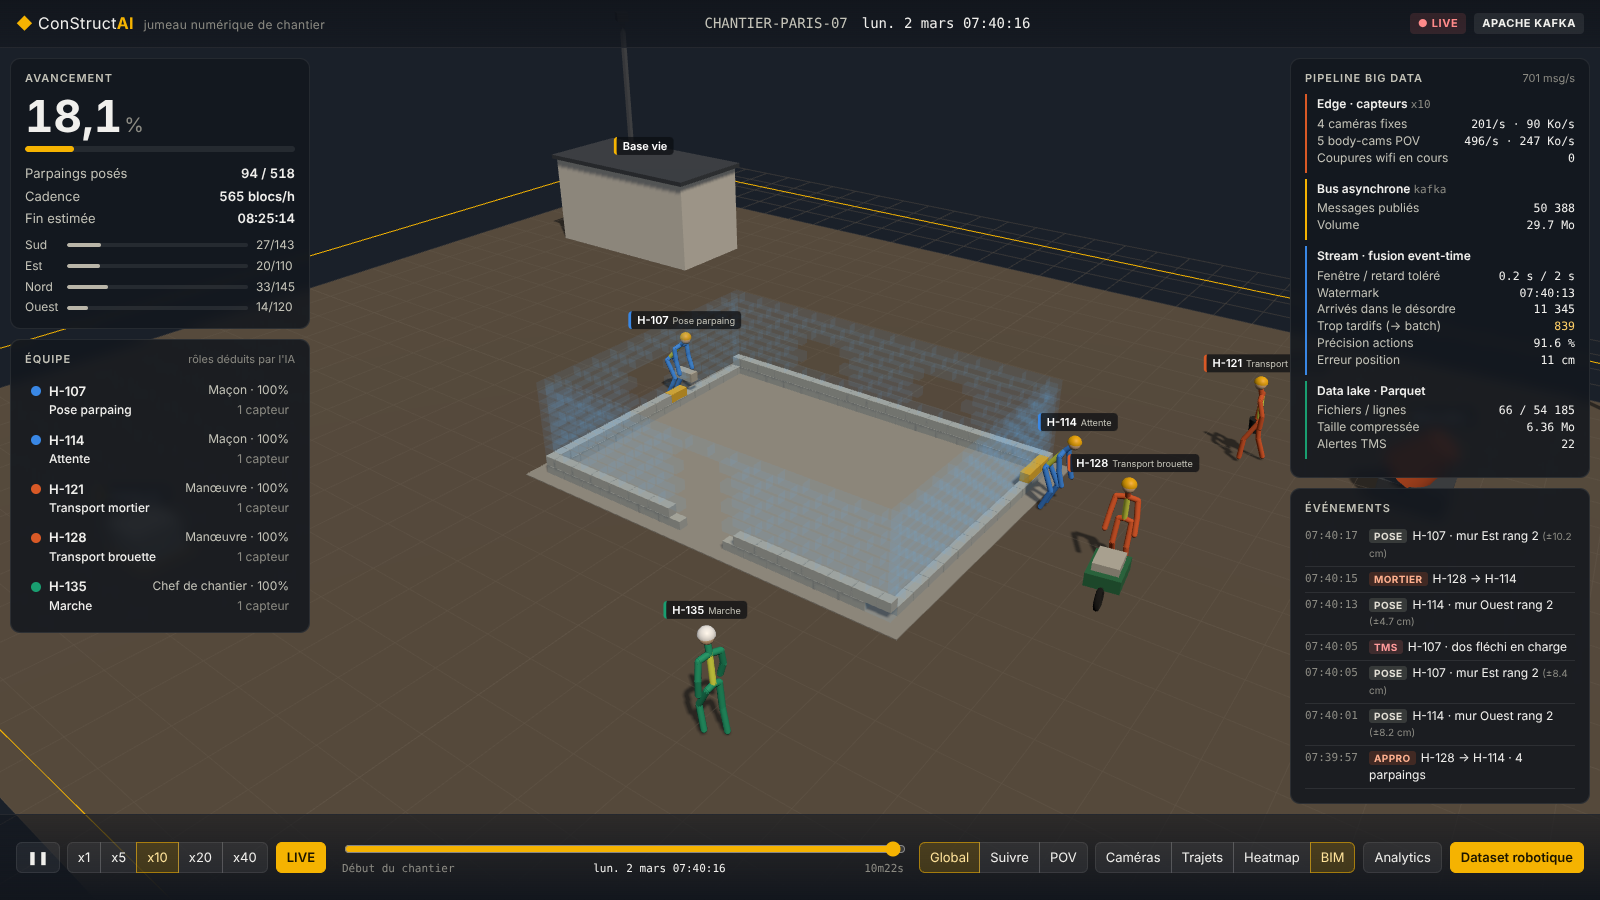 ConStructAI jumeau numérique de chantier
CHANTIER-PARIS-07 lun. 2 mars 07:40:16
LIVE APACHE KAFKA
AVANCEMENT
18,1 %
Parpaings posés 94 / 518
Cadence 565 blocs/h
Fin estimée 08:25:14
Sud 27/143
Est 20/110
Nord 33/145
Ouest 14/120
ÉQUIPE rôles déduits par l'IA
H-107 Maçon · 100%
Pose parpaing 1 capteur
H-114 Maçon · 100%
Attente 1 capteur
H-121 Manœuvre · 100%
Transport mortier 1 capteur
H-128 Manœuvre · 100%
Transport brouette 1 capteur
H-135 Chef de chantier · 100%
Marche 1 capteur
Base vie
H-107 Pose parpaing
H-121 Transport
H-114 Attente
H-128 Transport brouette
H-135 Marche
PIPELINE BIG DATA 701 msg/s
Edge · capteurs x10
4 caméras fixes 201/s · 90 Ko/s
5 body-cams POV 496/s · 247 Ko/s
Coupures wifi en cours 0
Bus asynchrone kafka
Messages publiés 50 388
Volume 29.7 Mo
Stream · fusion event-time
Fenêtre / retard toléré 0.2 s / 2 s
Watermark 07:40:13
Arrivés dans le désordre 11 345
Trop tardifs (→ batch) 839
Précision actions 91.6 %
Erreur position 11 cm
Data lake · Parquet
Fichiers / lignes 66 / 54 185
Taille compressée 6.36 Mo
Alertes TMS 22
ÉVÉNEMENTS
07:40:17 POSE H-107 · mur Est rang 2 (±10.2
cm)
07:40:15 MORTIER H-128 → H-114
07:40:13 POSE H-114 · mur Ouest rang 2
(±4.7 cm)
07:40:05 TMS H-107 · dos fléchi en charge
07:40:05 POSE H-107 · mur Est rang 2 (±8.4
cm)
07:40:01 POSE H-114 · mur Ouest rang 2
(±8.2 cm)
07:39:57 APPRO H-128 → H-114 · 4
parpaings
x1 x5 x10 x20 x40 LIVE
Début du chantier lun. 2 mars 07:40:16 10m22s
Global Suivre POV Caméras Trajets Heatmap BIM Analytics Dataset robotique